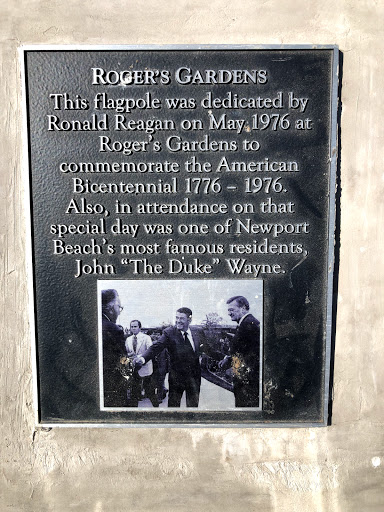 ROGER'S GARDENS
This flagpole was dedicated by
Ronald Reagan on May, 1976 at
Roger's Gardens to
commemorate the American
Bicentennial 1776 – 1976.
Also, in attendance on that
special day was one of Newport
Beach's most famous residents,
John "The Duke" Wayne.